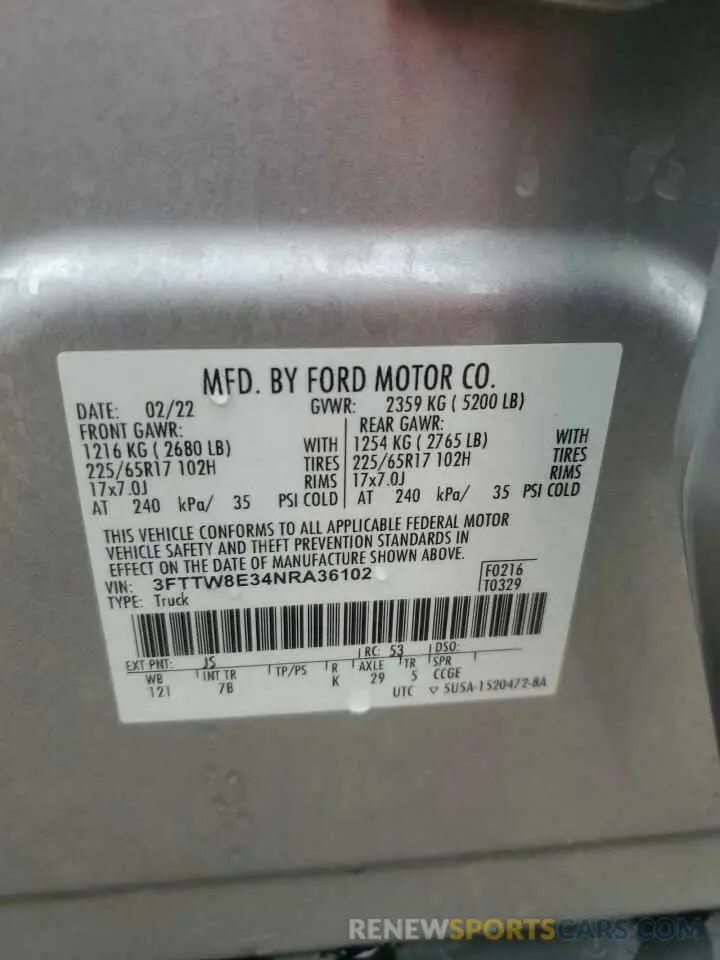 MFD. BY FORD MOTOR CO.
DATE: 02/22 GVWR: 2359 KG ( 5200 LB)
FRONT GAWR: REAR GAWR:
1216 KG ( 2680 LB) WITH 1254 KG ( 2765 LB) WITH
225/65R17 102H TIRES 225/65R17 102H TIRES
17x7.0J RIMS 17x7.0J RIMS
AT 240 kPa/ 35 PSI COLD AT 240 kPa/ 35 PSI COLD
THIS VEHICLE CONFORMS TO ALL APPLICABLE FEDERAL MOTOR
VEHICLE SAFETY AND THEFT PREVENTION STANDARDS IN
EFFECT ON THE DATE OF MANUFACTURE SHOWN ABOVE.
VIN: 3FTTW8E34NRA36102 F0216
TYPE: Truck T0329
EXT PNT: JS RC: 53 DSO:
WB INT TR TP/PS R AXLE TR SPR
121 7B K 29 5 CCGE
UTC ▽ 5U5A-1520472-BA
RENEWSPORTSCARS.COM